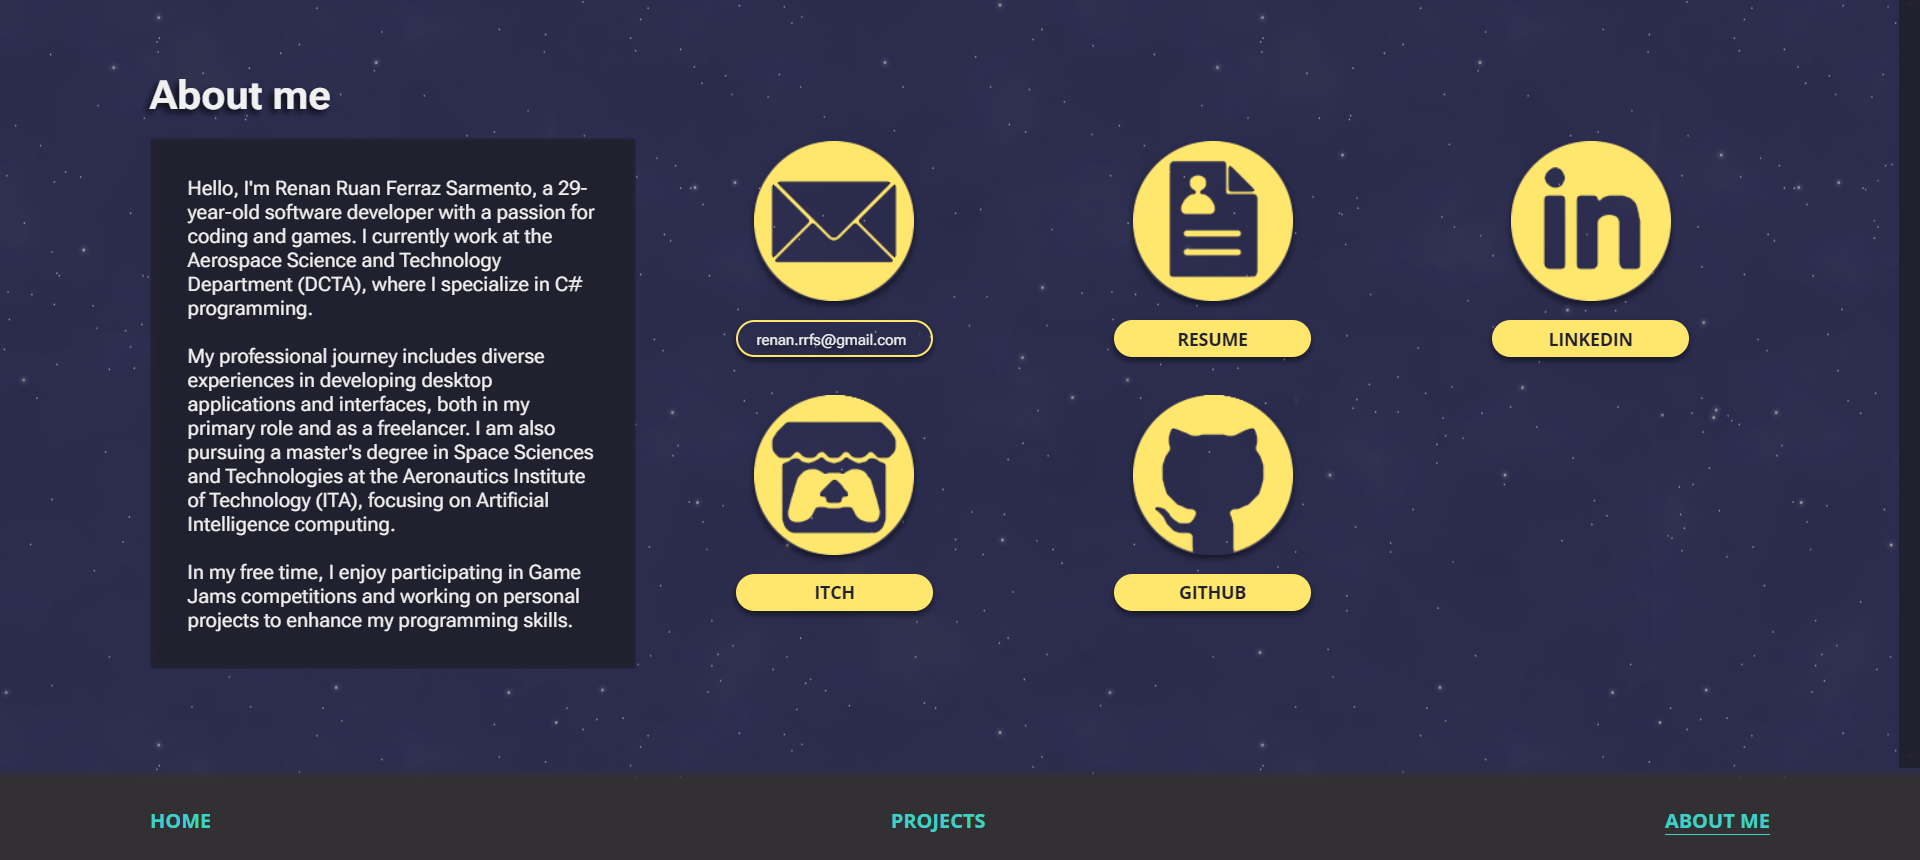 About me
Hello, I'm Renan Ruan Ferraz Sarmento, a 29-
year-old software developer with a passion for
coding and games. I currently work at the
Aerospace Science and Technology
Department (DCTA), where I specialize in C#
programming.
My professional journey includes diverse
experiences in developing desktop
applications and interfaces, both in my
primary role and as a freelancer. I am also
pursuing a master's degree in Space Sciences
and Technologies at the Aeronautics Institute
of Technology (ITA), focusing on Artificial
Intelligence computing.
In my free time, I enjoy participating in Game
Jams competitions and working on personal
projects to enhance my programming skills.
in
renan.rrfs@gmail.com
RESUME
LINKEDIN
ITCH
GITHUB
HOME
PROJECTS
ABOUT ME